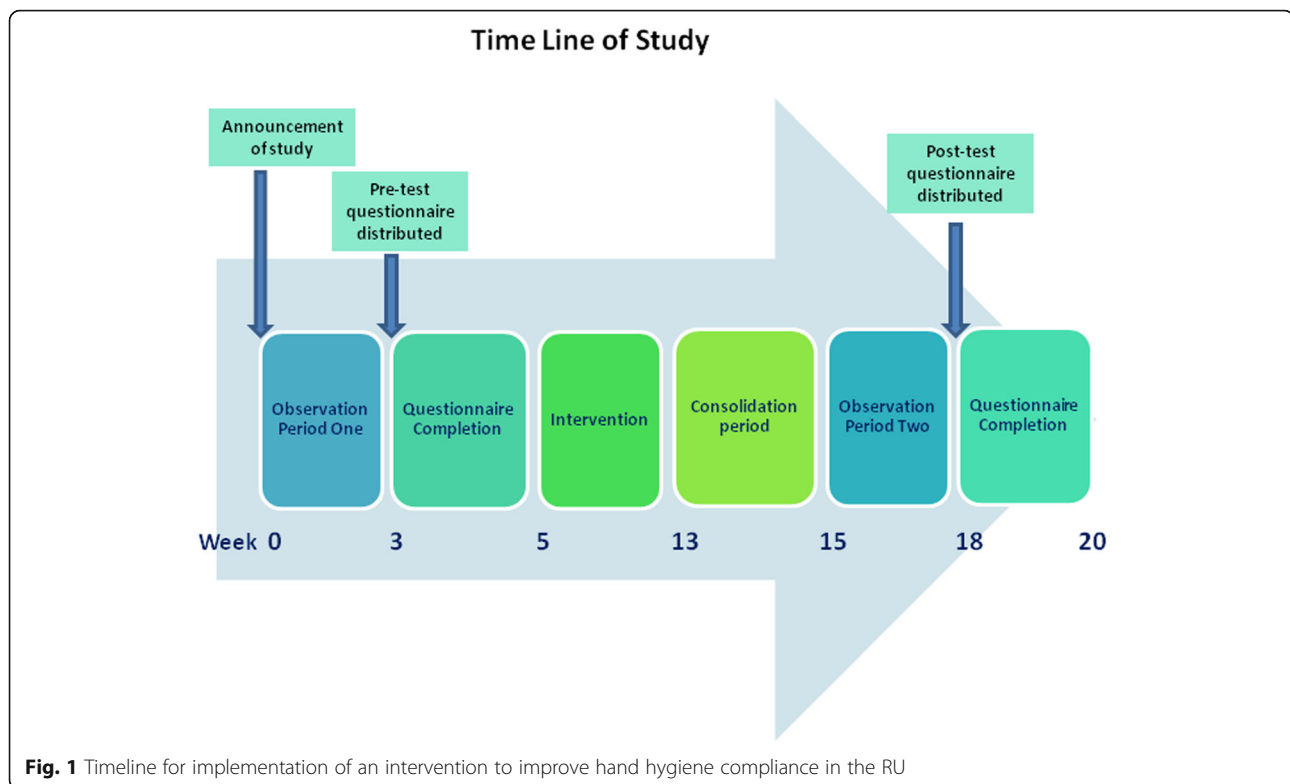 Time Line of Study
Announcement
of study
Pre-test
questionnaire
distributed
Post-test
questionnaire
distributed
Observation
Period One
Questionnaire
Completion
Intervention
Consolidation
period
Observation
Period Two
Questionnaire
Completion
Week 0 3 5 13 15 18 20
Fig. 1 Timeline for implementation of an intervention to improve hand hygiene compliance in the RU